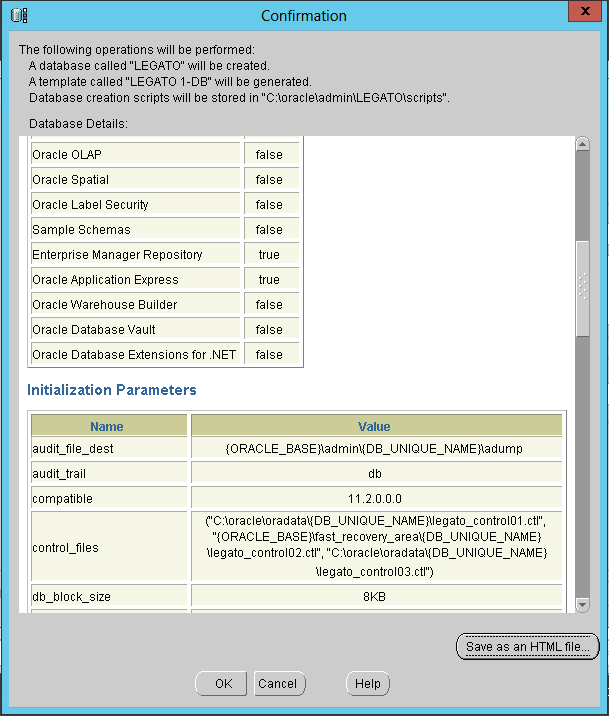 Confirmation
x
The following operations will be performed:
A database called "LEGATO" will be created.
A template called "LEGATO 1-DB" will be generated.
Database creation scripts will be stored in "C:\oracle\admin\LEGATO\scripts".
Database Details:
Oracle OLAP false
Oracle Spatial false
Oracle Label Security false
Sample Schemas false
Enterprise Manager Repository true
Oracle Application Express true
Oracle Warehouse Builder false
Oracle Database Vault false
Oracle Database Extensions for .NET false
Initialization Parameters
Name Value
audit_file_dest {ORACLE_BASE}\admin\{DB_UNIQUE_NAME}\adump
audit_trail db
compatible 11.2.0.0.0
control_files ("C:\oracle\oradata\{DB_UNIQUE_NAME}\legato_control01.ctl",
"{ORACLE_BASE}\fast_recovery_area\{DB_UNIQUE_NAME}
\legato_control02.ctl", "C:\oracle\oradata\{DB_UNIQUE_NAME}
\legato_control03.ctl")
db_block_size 8KB
Save as an HTML file...
OK Cancel Help